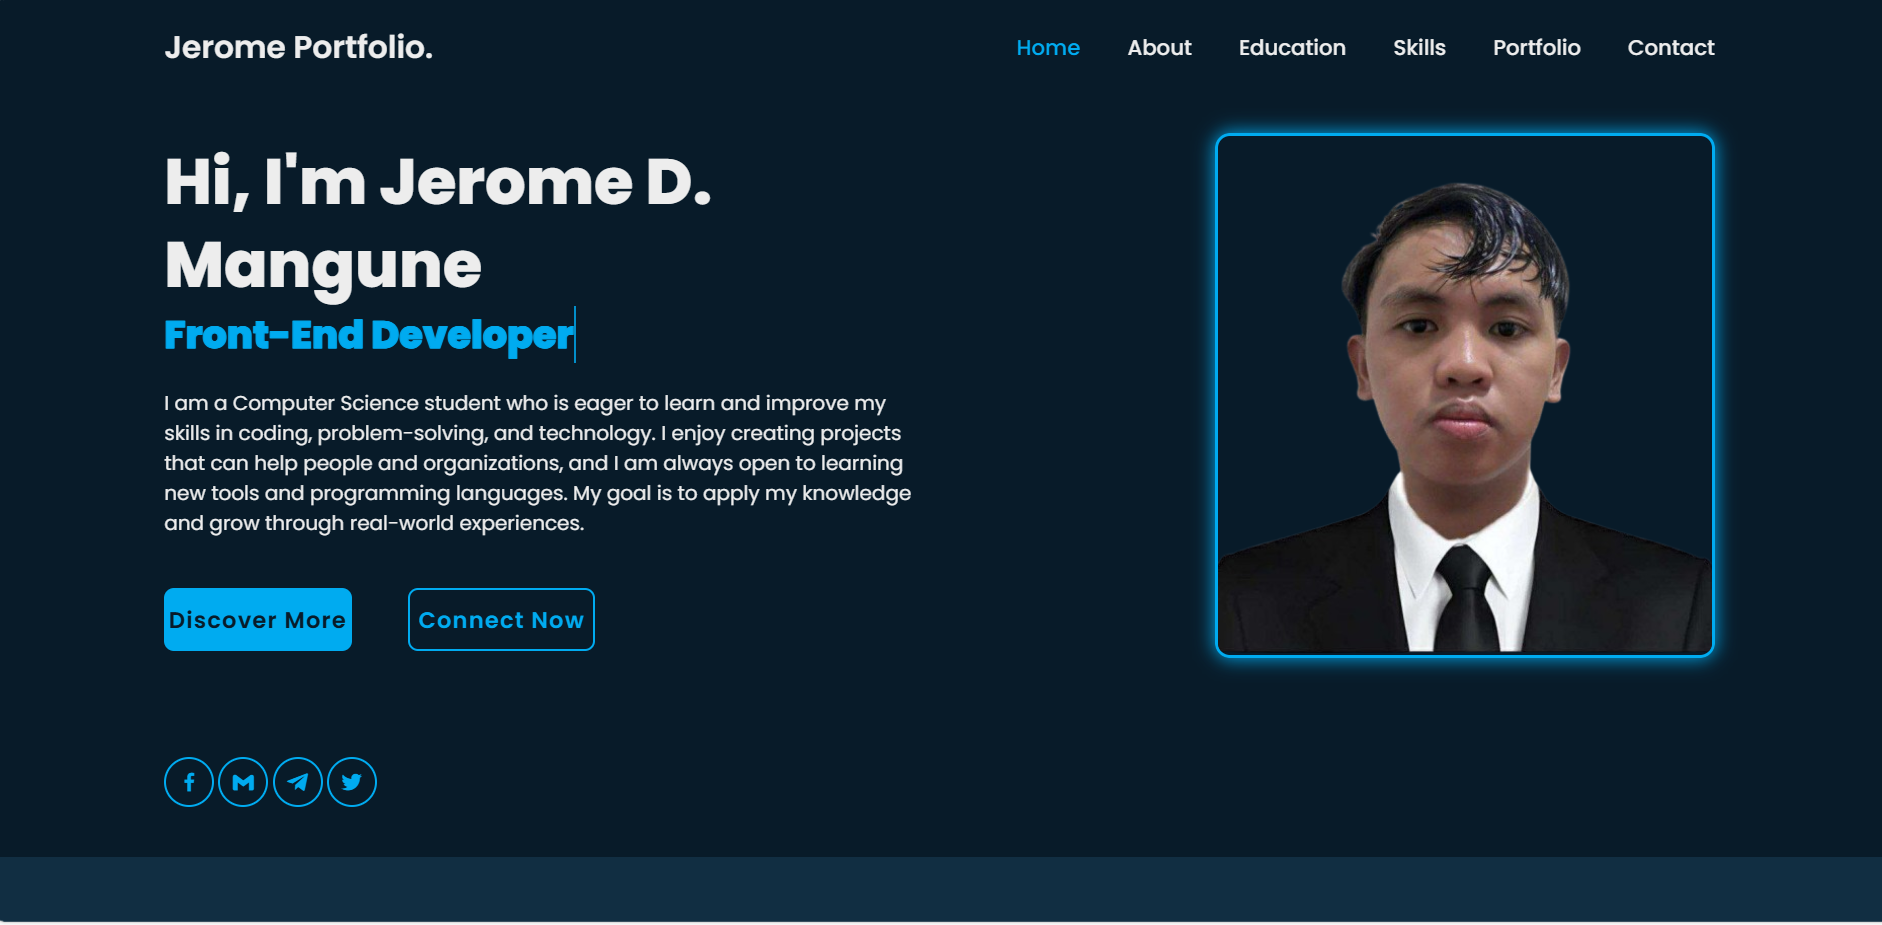 Jerome Portfolio.
Home About Education Skills Portfolio Contact
Hi, I'm Jerome D.
Mangune
Front-End Developer
I am a Computer Science student who is eager to learn and improve my
skills in coding, problem-solving, and technology. I enjoy creating projects
that can help people and organizations, and I am always open to learning
new tools and programming languages. My goal is to apply my knowledge
and grow through real-world experiences.
Discover More
Connect Now